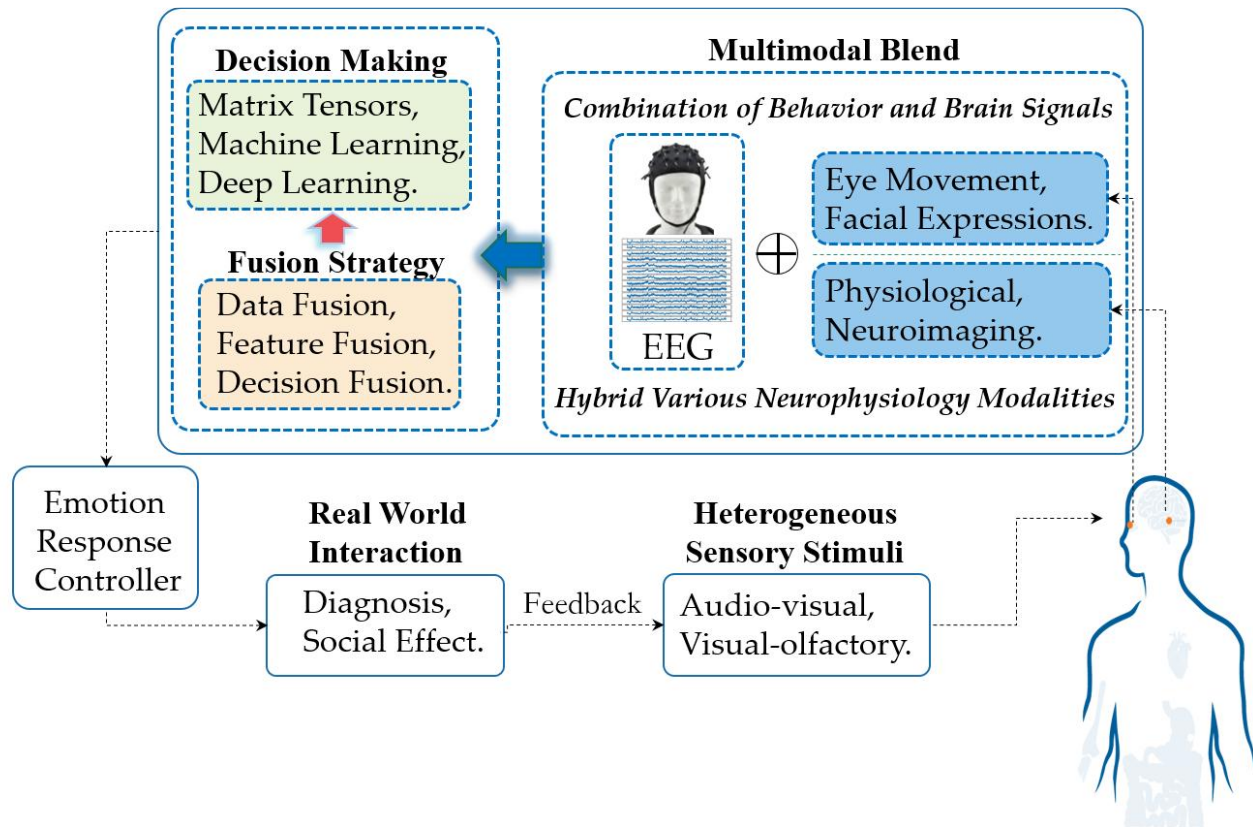 Decision Making
Matrix Tensors,
Machine Learning,
Deep Learning.
Fusion Strategy
Data Fusion,
Feature Fusion,
Decision Fusion.
Multimodal Blend
Combination of Behavior and Brain Signals
EEG
Eye Movement,
Facial Expressions.
Physiological,
Neuroimaging.
Hybrid Various Neurophysiology Modalities
Emotion
Response
Controller
Real World
Interaction
Diagnosis,
Social Effect.
Feedback
Heterogeneous
Sensory Stimuli
Audio-visual,
Visual-olfactory.